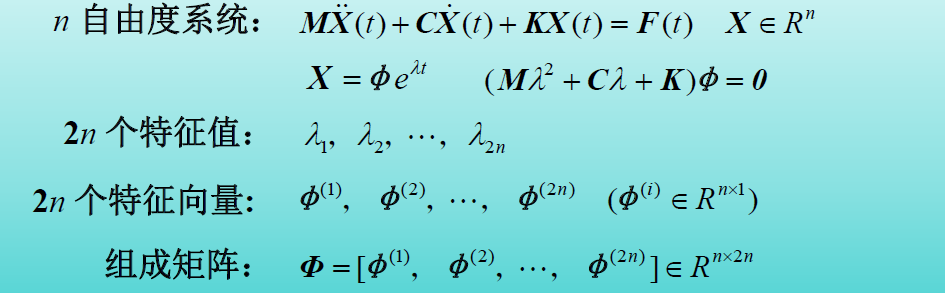 n 自由度系统： MẌ(t) + CẊ(t) + KX(t) = F(t) X ∈ Rⁿ
X = ϕe^{λt} (Mλ² + Cλ + K)ϕ = 0
2n 个特征值： λ₁, λ₂, ⋯, λ₂ₙ
2n 个特征向量: ϕ⁽¹⁾, ϕ⁽²⁾, ⋯, ϕ⁽²ⁿ⁾ (ϕ⁽ⁱ⁾ ∈ R^{n×1})
组成矩阵： Φ = [ϕ⁽¹⁾, ϕ⁽²⁾, ⋯, ϕ⁽²ⁿ⁾] ∈ R^{n×2n}